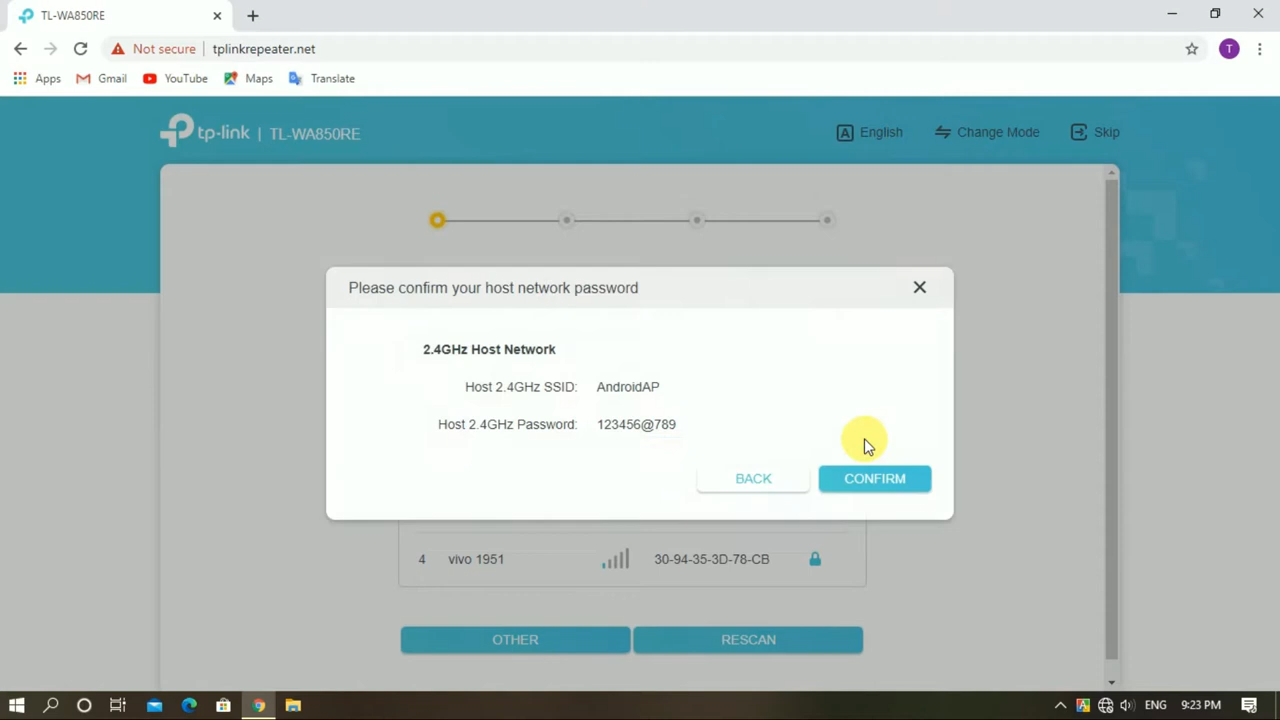 TL-WA850RE
Not secure tplinkrepeater.net T
Apps Gmail YouTube Maps Translate
tp-link | TL-WA850RE A English Change Mode Skip
Please confirm your host network password
2.4GHz Host Network
Host 2.4GHz SSID: AndroidAP
Host 2.4GHz Password: 123456@789
BACK CONFIRM
4 vivo 1951 30-94-35-3D-78-CB
OTHER RESCAN
ENG 9:23 PM